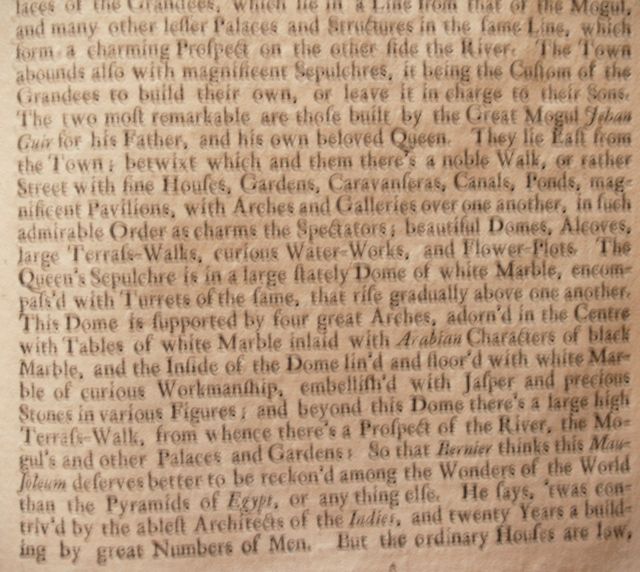 laces of the Grandees, which lie in a Line from that of the Mogul,
and many other leſſer Palaces and Structures in the ſame Line, which
form a charming Proſpect on the other ſide the River. The Town
abounds alſo with magnificent Sepulchres, it being the Cuſtom of the
Grandees to build their own, or leave it in charge to their Sons.
The two moſt remarkable are thoſe built by the Great Mogul Jehan
Guir for his Father, and his own beloved Queen. They lie Eaſt from
the Town; betwixt which and them there's a noble Walk, or rather
Street with fine Houſes, Gardens, Caravanſeras, Canals, Ponds, mag-
nificent Pavilions, with Arches and Galleries over one another, in ſuch
admirable Order as charms the Spectators; beautiful Domes, Alcoves,
large Terraſs-Walks, curious Water-Works, and Flower-Plots. The
Queen's Sepulchre is in a large ſtately Dome of white Marble, encom-
paſs'd with Turrets of the ſame, that riſe gradually above one another.
This Dome is ſupported by four great Arches, adorn'd in the Centre
with Tables of white Marble inlaid with Arabian Characters of black
Marble, and the Inſide of the Dome lin'd and floor'd with white Mar-
ble of curious Workmanſhip, embelliſh'd with Jaſper and precious
Stones in various Figures; and beyond this Dome there's a large high
Terraſs-Walk, from whence there's a Proſpect of the River, the Mo-
gul's and other Palaces and Gardens: So that Bernier thinks this Mau-
ſoleum deſerves better to be reckon'd among the Wonders of the World
than the Pyramids of Egypt, or any thing elſe. He ſays, 'twas con-
triv'd by the ableſt Architects of the Indies, and twenty Years a build-
ing by great Numbers of Men. But the ordinary Houſes are low,